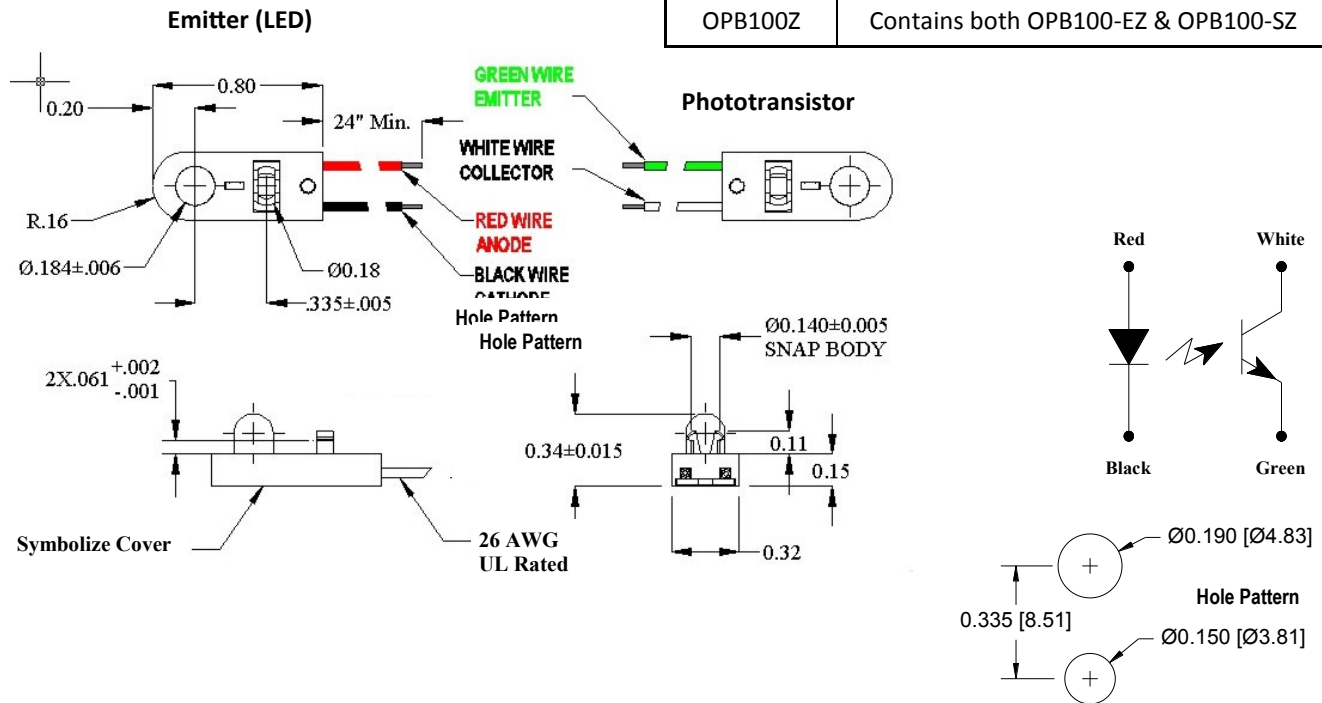 Emitter (LED)
OPB100Z
Contains both OPB100-EZ & OPB100-SZ
0.80
0.20
24" Min.
GREEN WIRE
EMITTER
Phototransistor
WHITE WIRE
COLLECTOR
R.16
RED WIRE
ANODE
Ø.184±.006
Ø0.18
BLACK WIRE
CATHODE
.335±.005
Hole Pattern
Hole Pattern
Ø0.140±0.005
SNAP BODY
2X.061 +.002
-.001
0.34±0.015
0.11
0.15
Symbolize Cover
26 AWG
UL Rated
0.32
Red
White
Black
Green
Ø0.190 [Ø4.83]
Hole Pattern
0.335 [8.51]
Ø0.150 [Ø3.81]